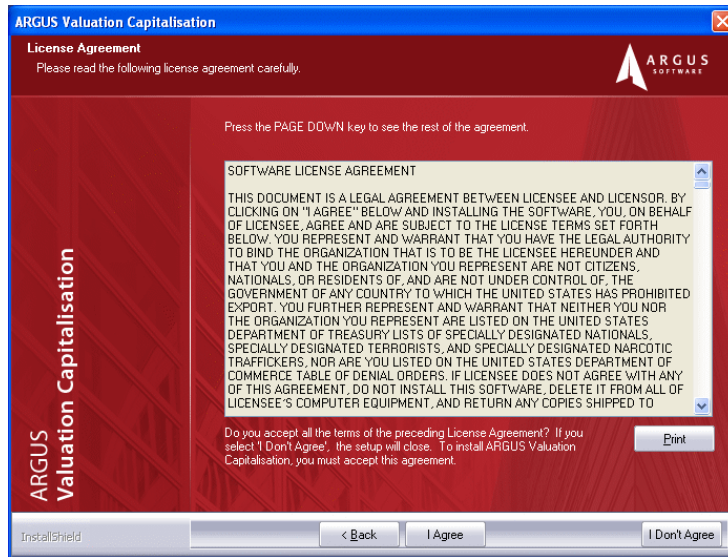 ARGUS Valuation Capitalisation
License Agreement
Please read the following license agreement carefully.
ARGUS
SOFTWARE
Press the PAGE DOWN key to see the rest of the agreement.
SOFTWARE LICENSE AGREEMENT
THIS DOCUMENT IS A LEGAL AGREEMENT BETWEEN LICENSEE AND LICENSOR. BY
CLICKING ON "I AGREE" BELOW AND INSTALLING THE SOFTWARE, YOU, ON BEHALF
OF LICENSEE, AGREE AND ARE SUBJECT TO THE LICENSE TERMS SET FORTH
BELOW. YOU REPRESENT AND WARRANT THAT YOU HAVE THE LEGAL AUTHORITY
TO BIND THE ORGANIZATION THAT IS TO BE THE LICENSEE HEREUNDER AND
THAT YOU AND THE ORGANIZATION YOU REPRESENT ARE NOT CITIZENS,
NATIONALS, OR RESIDENTS OF, AND ARE NOT UNDER CONTROL OF, THE
GOVERNMENT OF ANY COUNTRY TO WHICH THE UNITED STATES HAS PROHIBITED
EXPORT. YOU FURTHER REPRESENT AND WARRANT THAT NEITHER YOU NOR
THE ORGANIZATION YOU REPRESENT ARE LISTED ON THE UNITED STATES
DEPARTMENT OF TREASURY LISTS OF SPECIALLY DESIGNATED NATIONALS,
SPECIALLY DESIGNATED TERRORISTS, AND SPECIALLY DESIGNATED NARCOTIC
TRAFFICKERS, NOR ARE YOU LISTED ON THE UNITED STATES DEPARTMENT OF
COMMERCE TABLE OF DENIAL ORDERS. IF LICENSEE DOES NOT AGREE WITH ANY
OF THIS AGREEMENT, DO NOT INSTALL THIS SOFTWARE, DELETE IT FROM ALL OF
LICENSEE'S COMPUTER EQUIPMENT, AND RETURN ANY COPIES SHIPPED TO
Do you accept all the terms of the preceding License Agreement? If you
select 'I Don't Agree', the setup will close. To install ARGUS Valuation
Capitalisation, you must accept this agreement.
Print
ARGUS
Valuation Capitalisation
InstallShield
< Back
I Agree
I Don't Agree